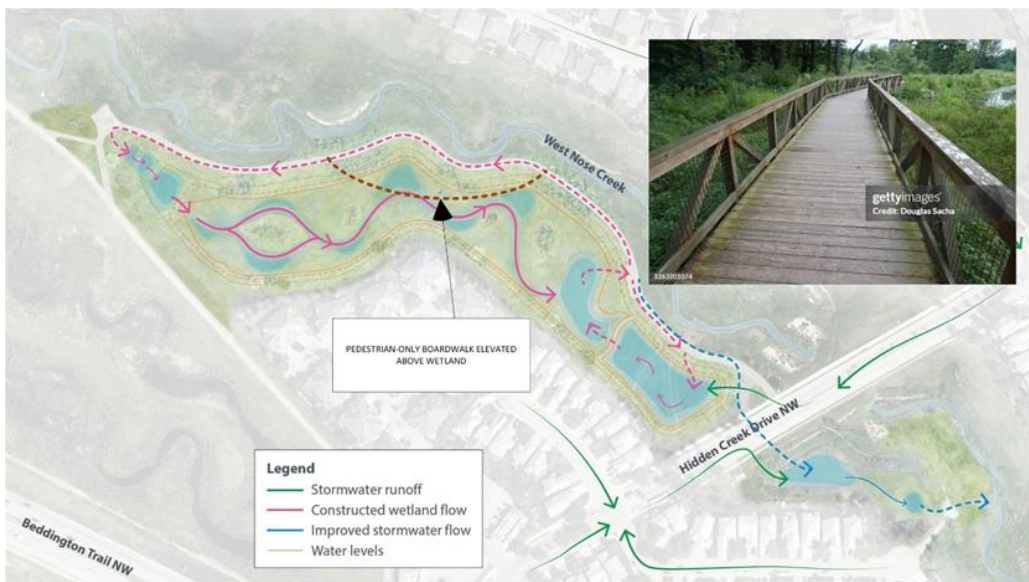 West Nose Creek
gettyimages®
Credit: Douglas Sacha
1263201074
PEDESTRIAN-ONLY BOARDWALK ELEVATED
ABOVE WETLAND
Hidden Creek Drive NW
Legend
Stormwater runoff
Constructed wetland flow
Improved stormwater flow
Water levels
Beddington Trail NW